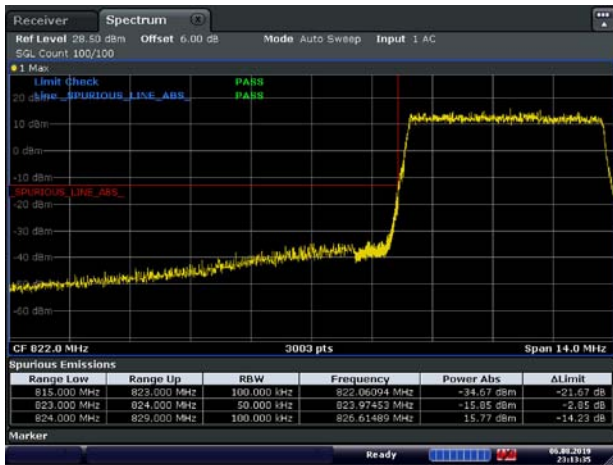 Receiver Spectrum
Ref Level 28.50 dBm Offset 6.00 dB Mode Auto Sweep Input 1 AC
SGL Count 100/100
1 Max
Limit Check PASS
20 dBm Line _SPURIOUS_LINE_ABS_ PASS
10 dBm
0 dBm
-10 dBm
_SPURIOUS_LINE_ABS_
-20 dBm
-30 dBm
-40 dBm
-50 dBm
-60 dBm
CF 822.0 MHz 3003 pts Span 14.0 MHz
Spurious Emissions
Range Low Range Up RBW Frequency Power Abs ΔLimit
815.000 MHz 823.000 MHz 100.000 kHz 822.06094 MHz -34.67 dBm -21.67 dB
823.000 MHz 824.000 MHz 50.000 kHz 823.97453 MHz -15.85 dBm -2.85 dB
824.000 MHz 829.000 MHz 100.000 kHz 826.61489 MHz 15.77 dBm -14.23 dB
Marker
Ready 06.08.2019
23:13:35